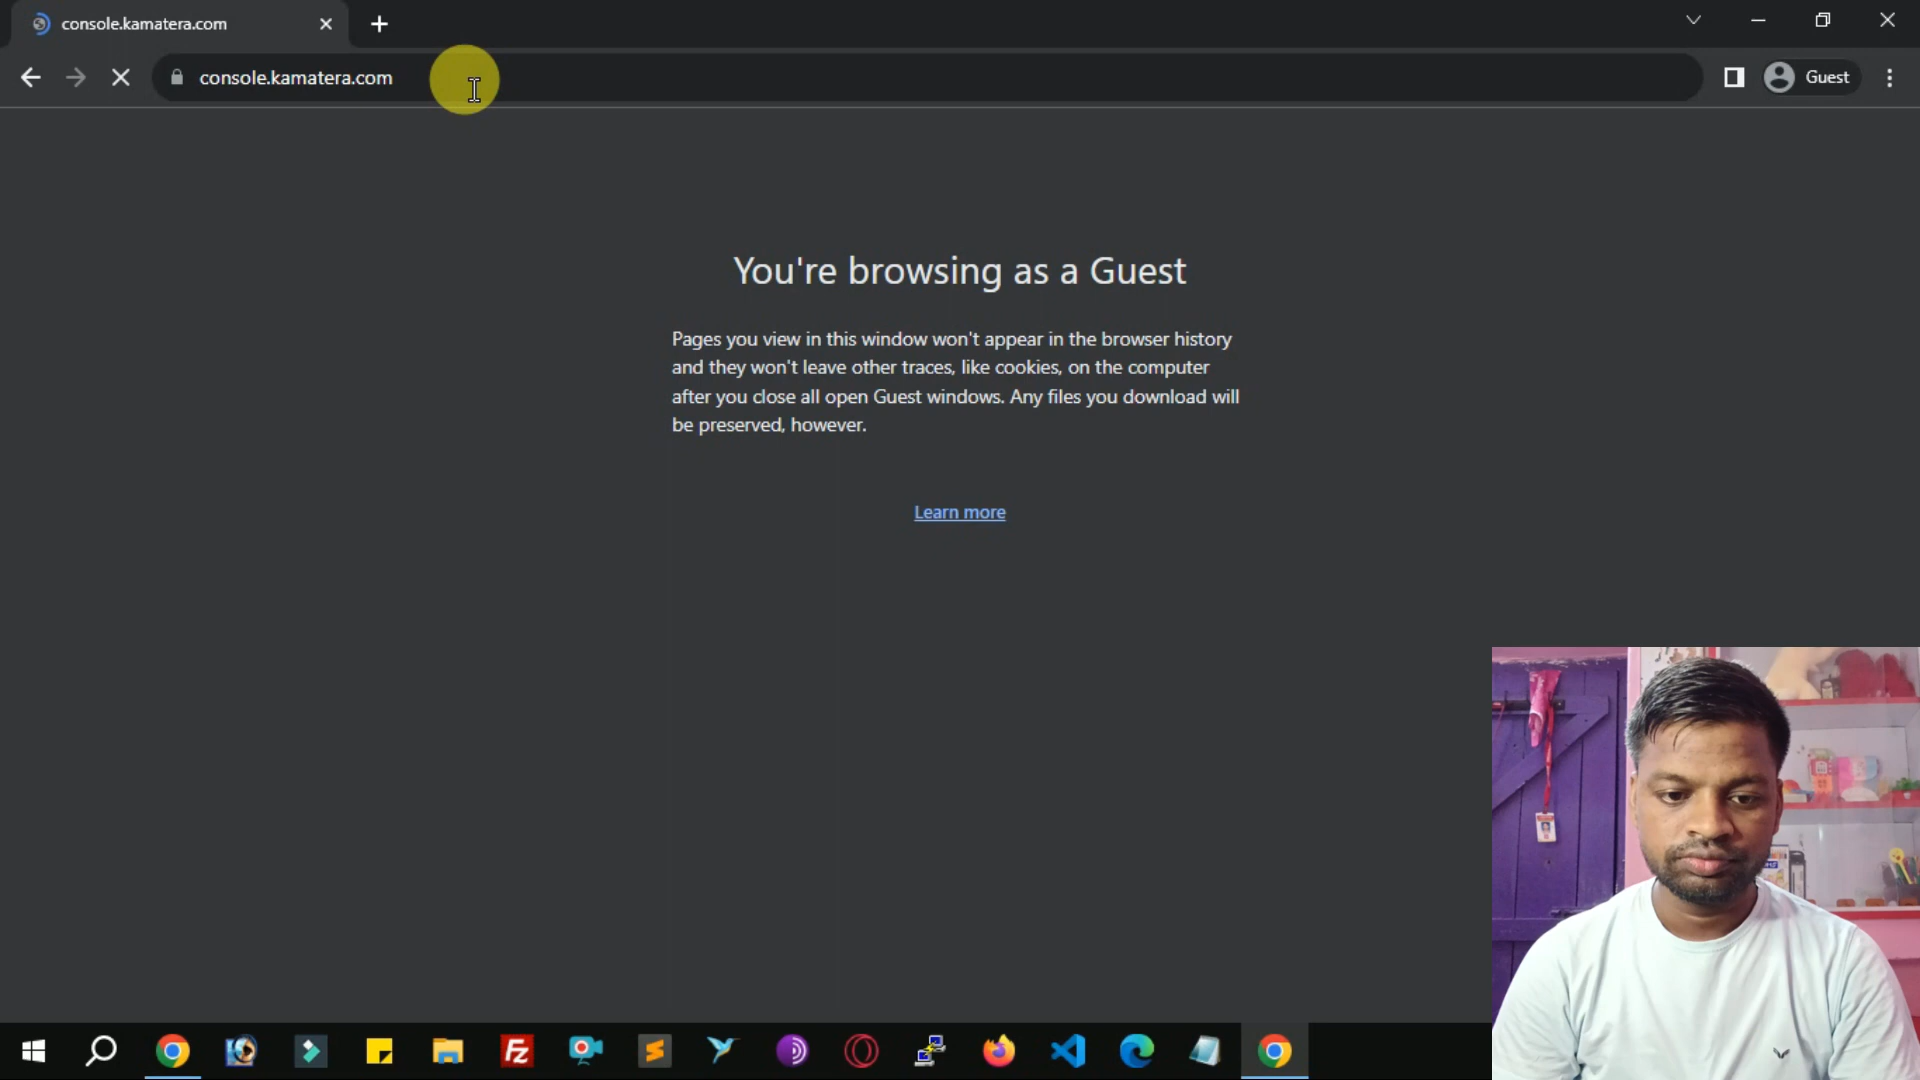 console.kamatera.com
console.kamatera.com
Guest
You're browsing as a Guest
Pages you view in this window won't appear in the browser history
and they won't leave other traces, like cookies, on the computer
after you close all open Guest windows. Any files you download will
be preserved, however.
Learn more